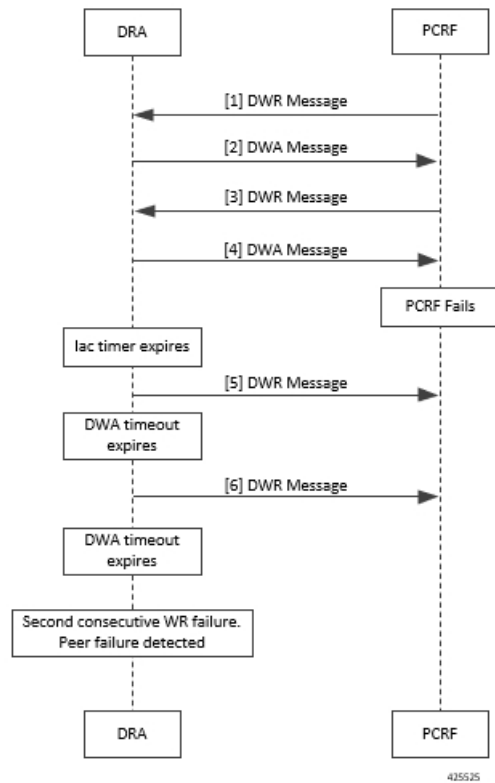 DRA
PCRF
[1] DWR Message
[2] DWA Message
[3] DWR Message
[4] DWA Message
PCRF Fails
Iac timer expires
[5] DWR Message
DWA timeout
expires
[6] DWR Message
DWA timeout
expires
Second consecutive WR failure.
Peer failure detected
DRA
PCRF
425525